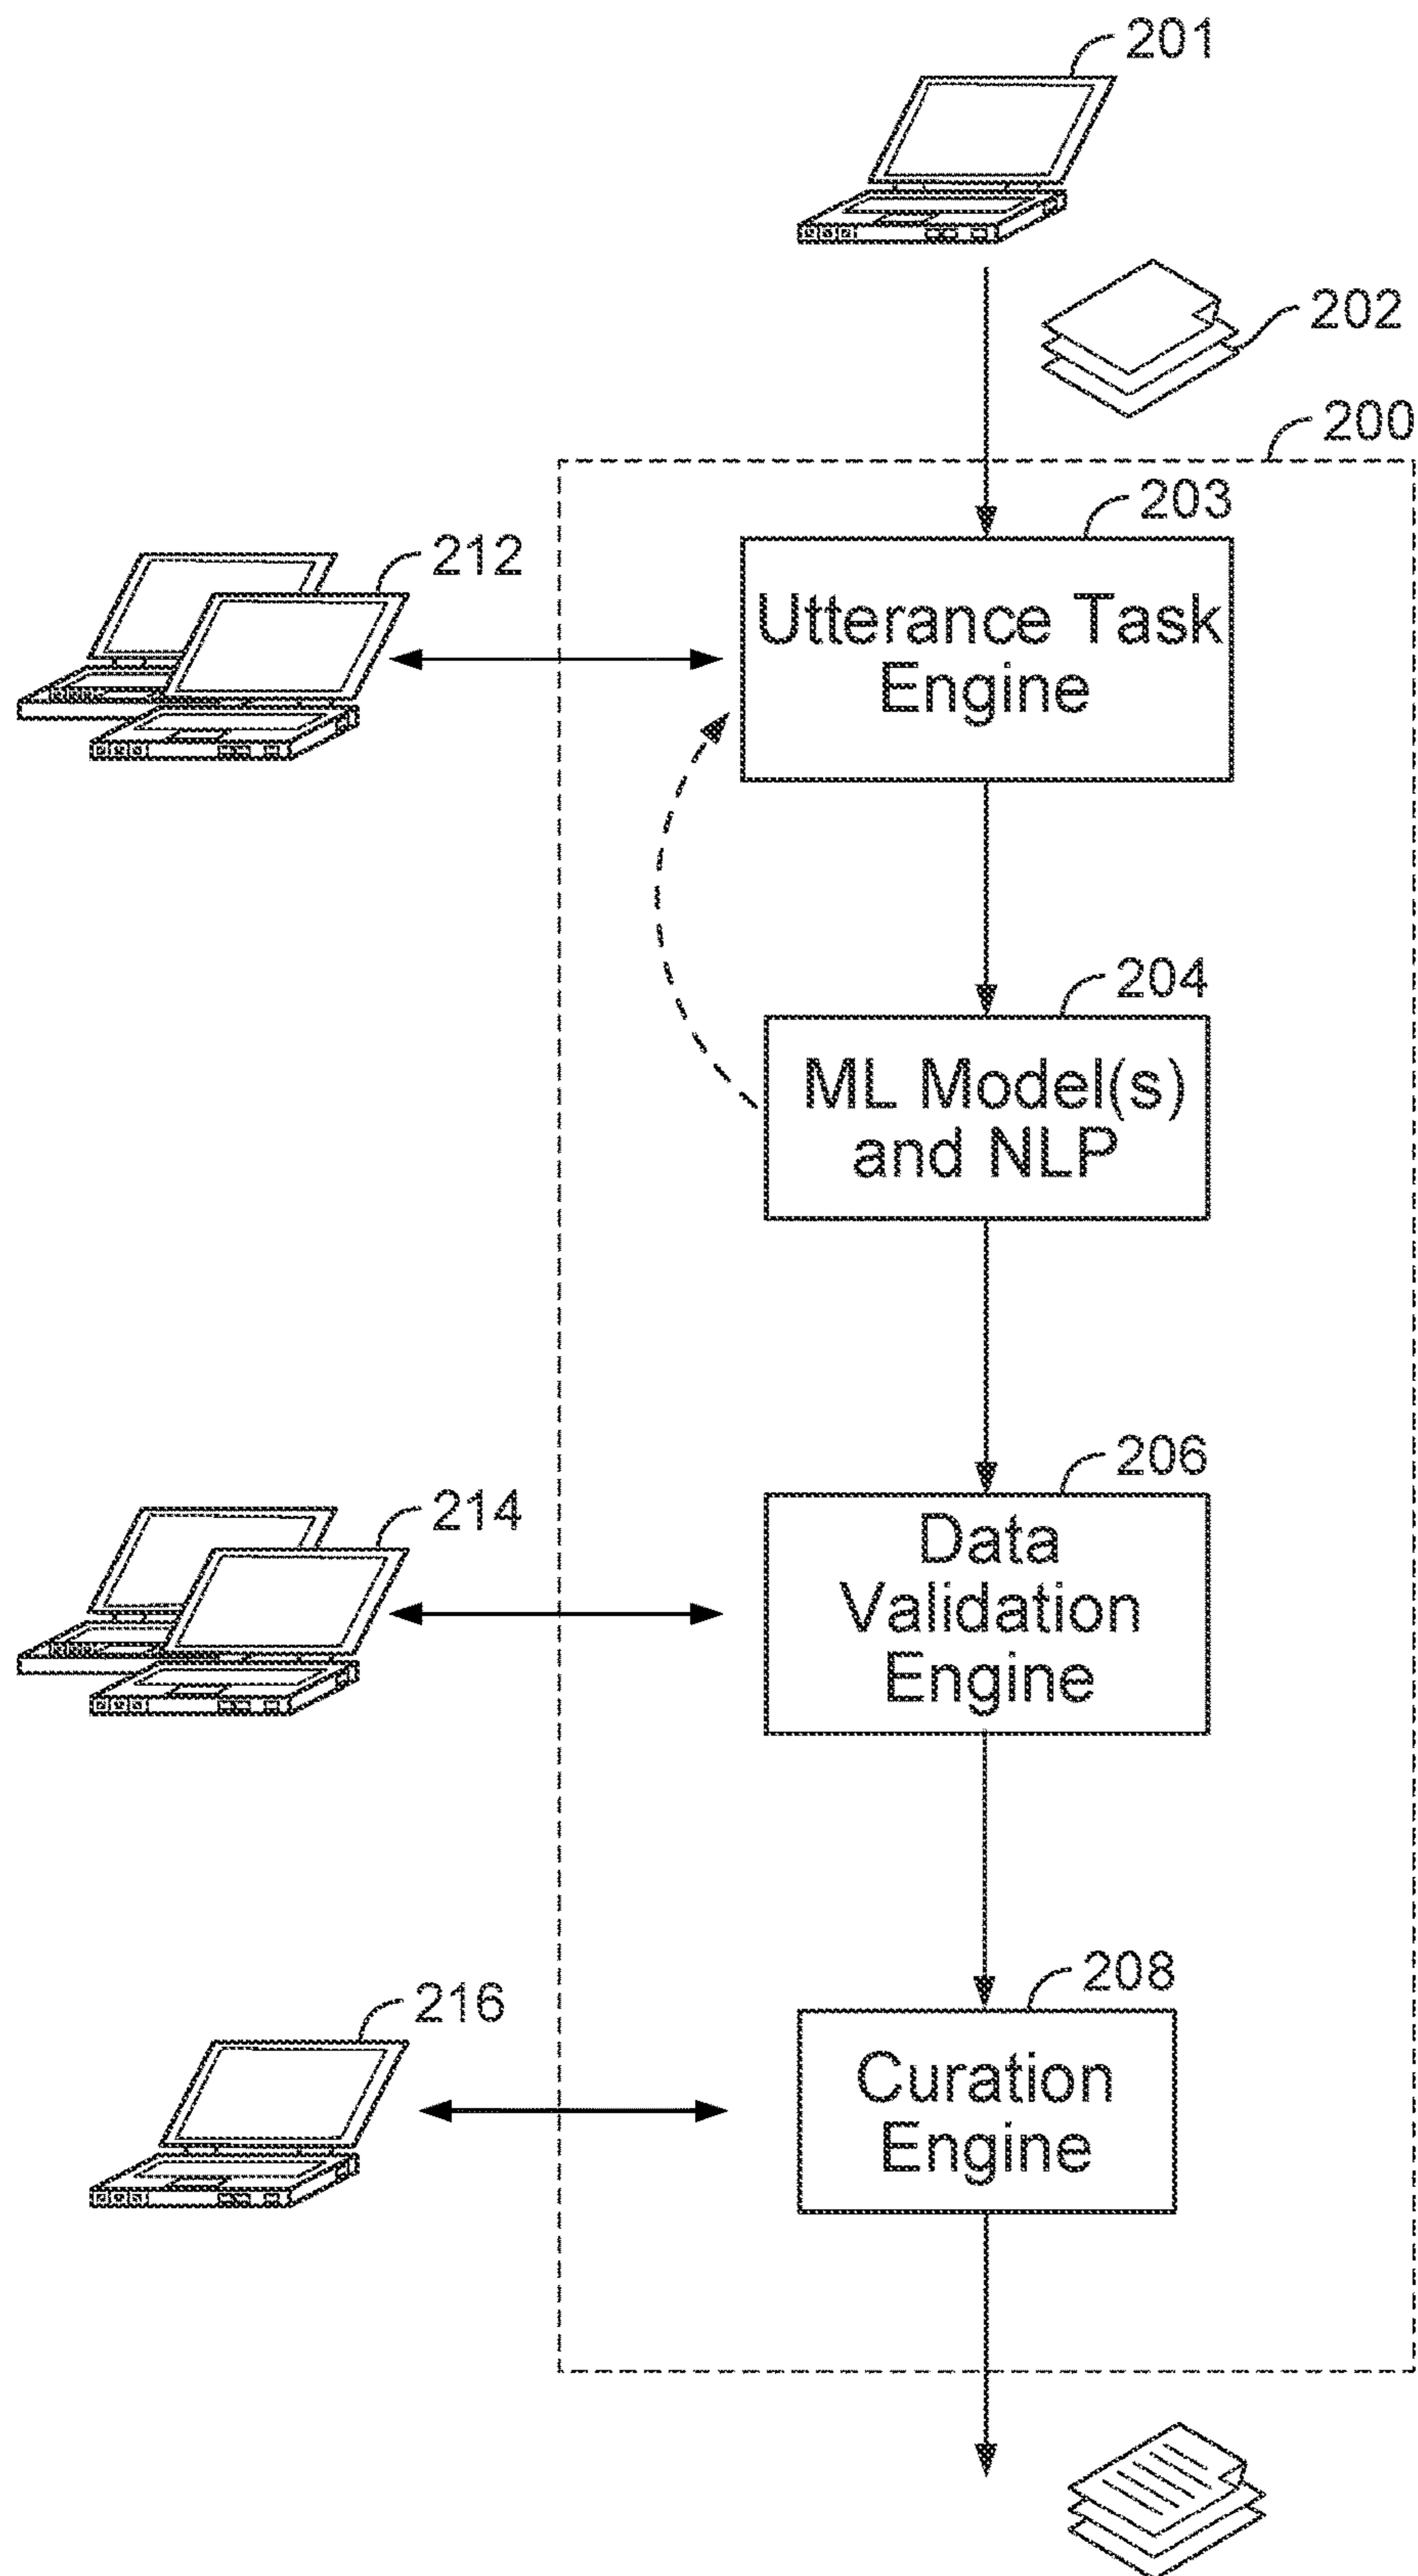 201
202
200
203
212
Utterance Task
Engine
204
ML Model(s)
and NLP
206
214
Data
Validation
Engine
208
216
Curation
Engine